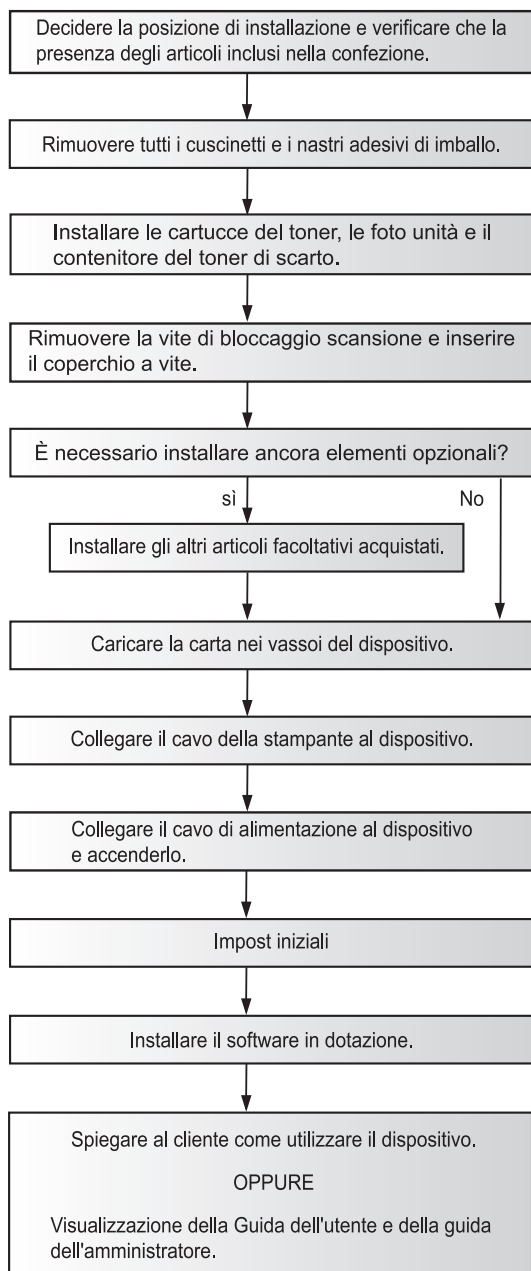 Decidere la posizione di installazione e verificare che la
presenza degli articoli inclusi nella confezione.
Rimuovere tutti i cuscinetti e i nastri adesivi di imballo.
Installare le cartucce del toner, le foto unità e il
contenitore del toner di scarto.
Rimuovere la vite di bloccaggio scansione e inserire
il coperchio a vite.
È necessario installare ancora elementi opzionali?
sì
No
Installare gli altri articoli facoltativi acquistati.
Caricare la carta nei vassoi del dispositivo.
Collegare il cavo della stampante al dispositivo.
Collegare il cavo di alimentazione al dispositivo
e accenderlo.
Impost iniziali
Installare il software in dotazione.
Spiegare al cliente come utilizzare il dispositivo.
OPPURE
Visualizzazione della Guida dell'utente e della guida
dell'amministratore.